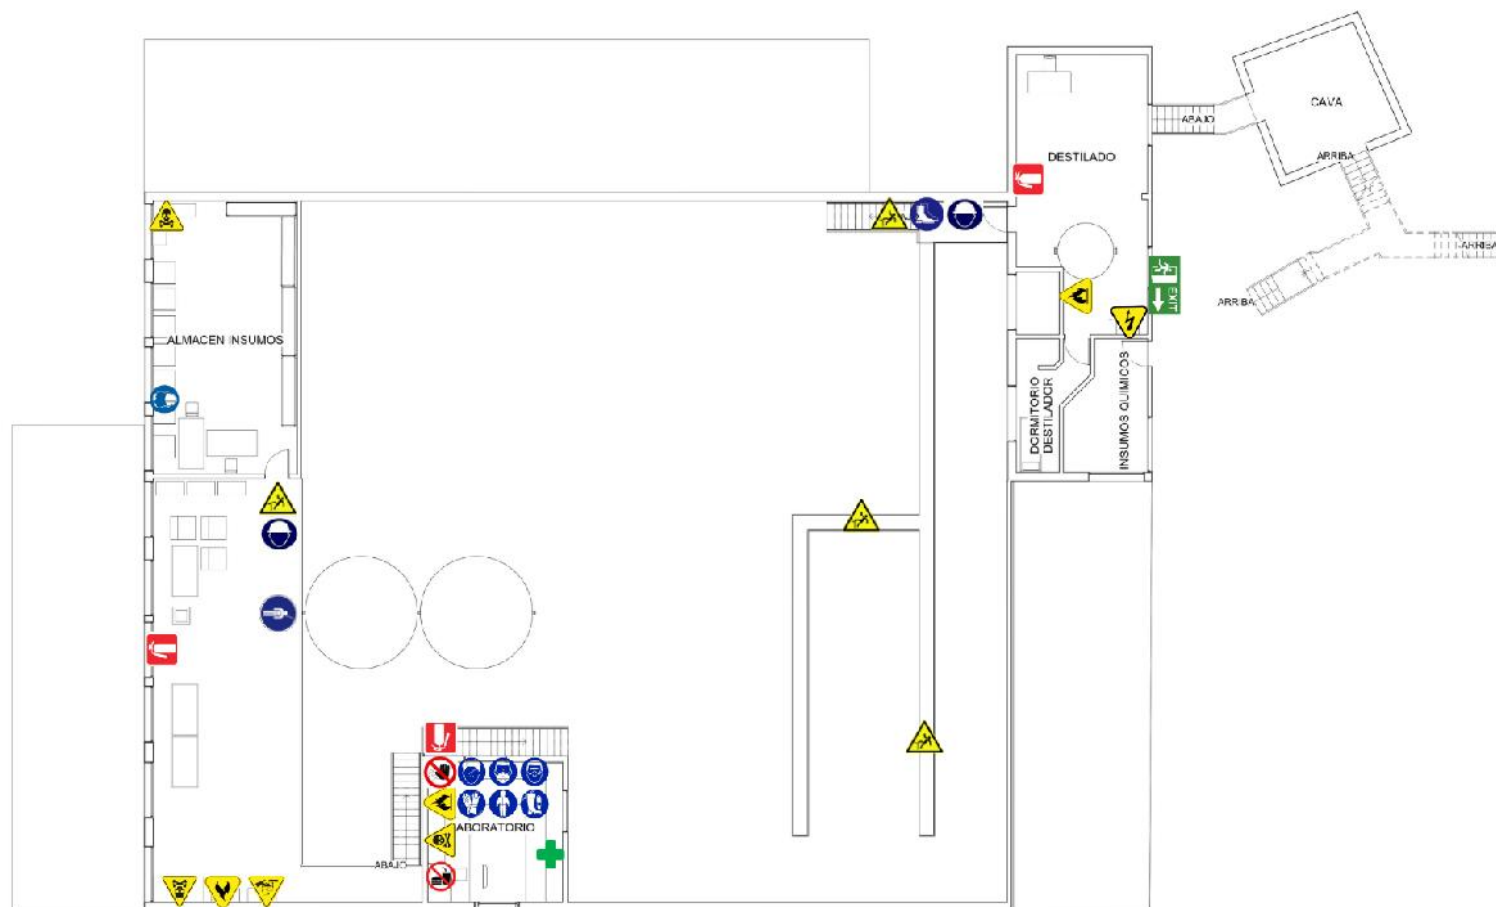 CAVA
ABAJO
DESTILADO
ARRIBA
ARRIBA
ARRIBA
EXIT
ALMACEN INSUMOS
DORMITORIO
DESTILADOR
INSUMOS QUIMICOS
ABORATORIO
ABAJO